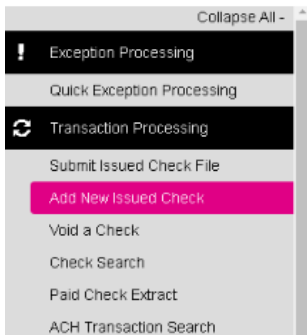 Collapse All -
! Exception Processing
Quick Exception Processing
Transaction Processing
Submit Issued Check File
Add New Issued Check
Void a Check
Check Search
Paid Check Extract
ACH Transaction Search